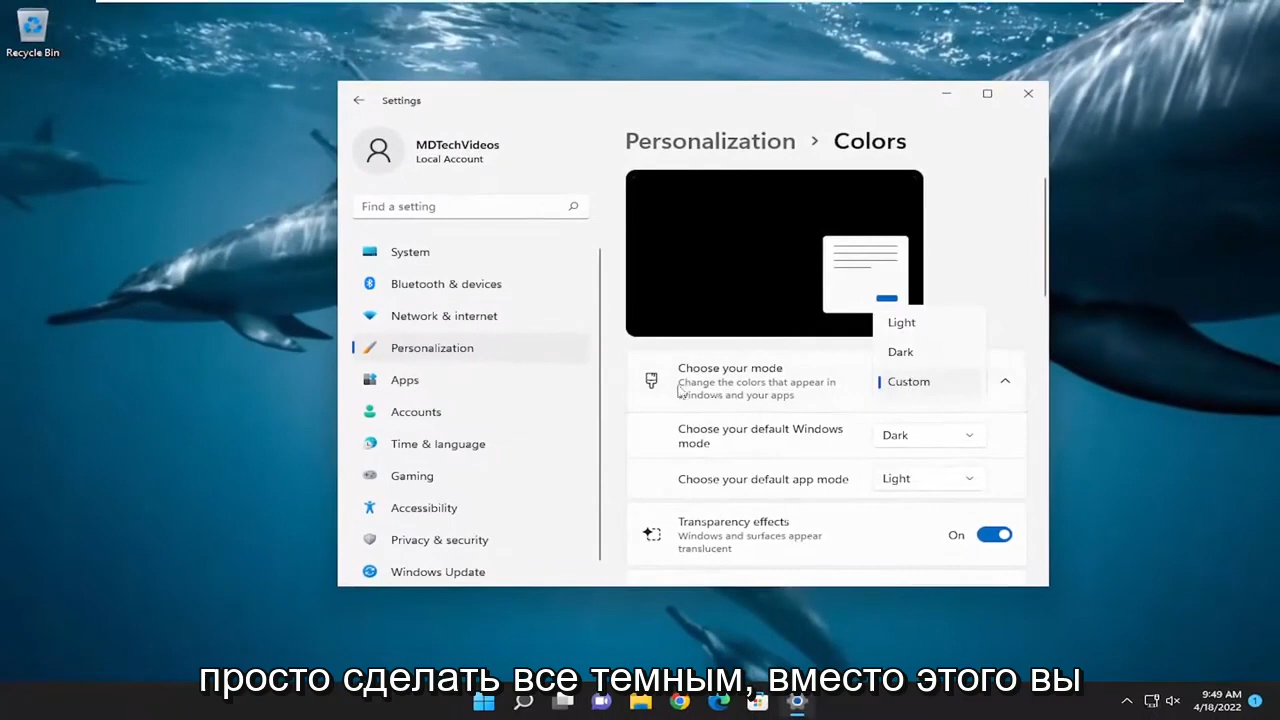 Recycle Bin
Settings
MDTechVideos
Local Account
Find a setting
System
Bluetooth & devices
Network & internet
Personalization
Apps
Accounts
Time & language
Gaming
Accessibility
Privacy & security
Windows Update
Personalization > Colors
Light
Dark
Custom
Choose your mode
Change the colors that appear in
Windows and your apps
Choose your default Windows
mode
Dark
Choose your default app mode
Light
Transparency effects
Windows and surfaces appear
translucent
On
просто сделать все темным, вместо этого вы
9:49 AM
4/18/2022
1